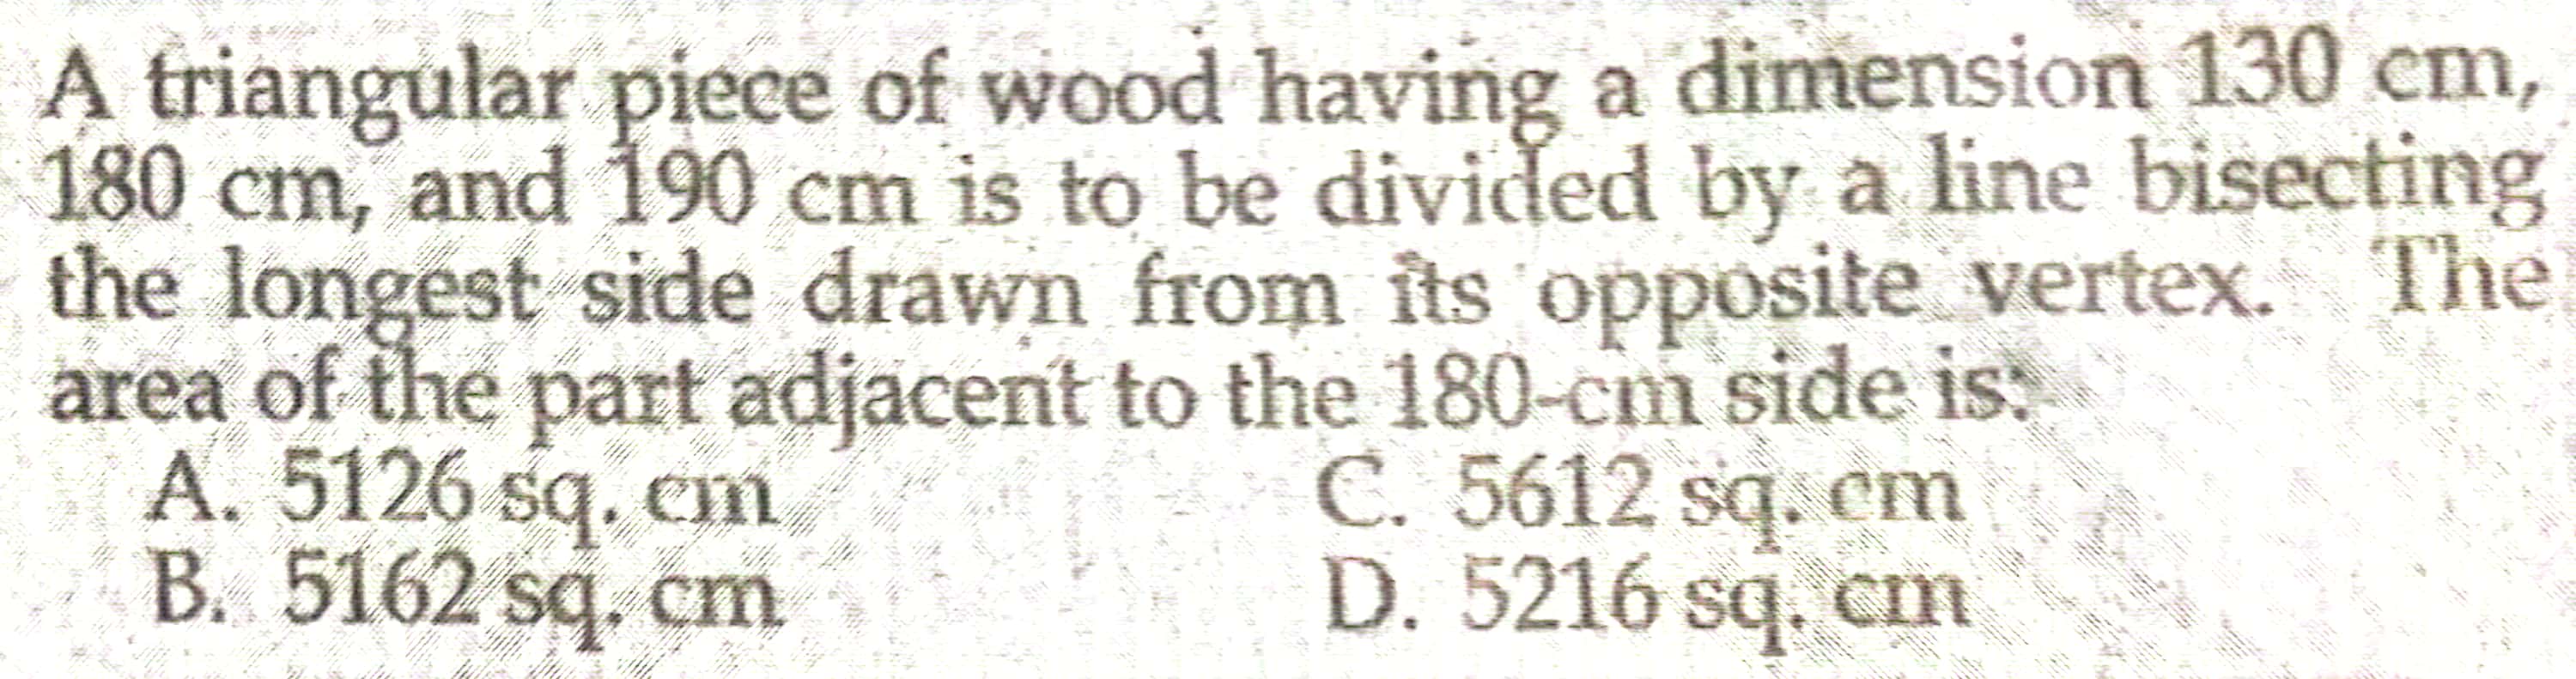 A triangular piece of wood having a dimension 130 cm,
180 cm, and 190 cm is to be divided by a line bisecting
the longest side drawn from its opposite vertex. The
area of the part adjacent to the 180-cm side is:
A. 5126 sq. cm C. 5612 sq. cm
B. 5162 sq. cm D. 5216 sq. cm